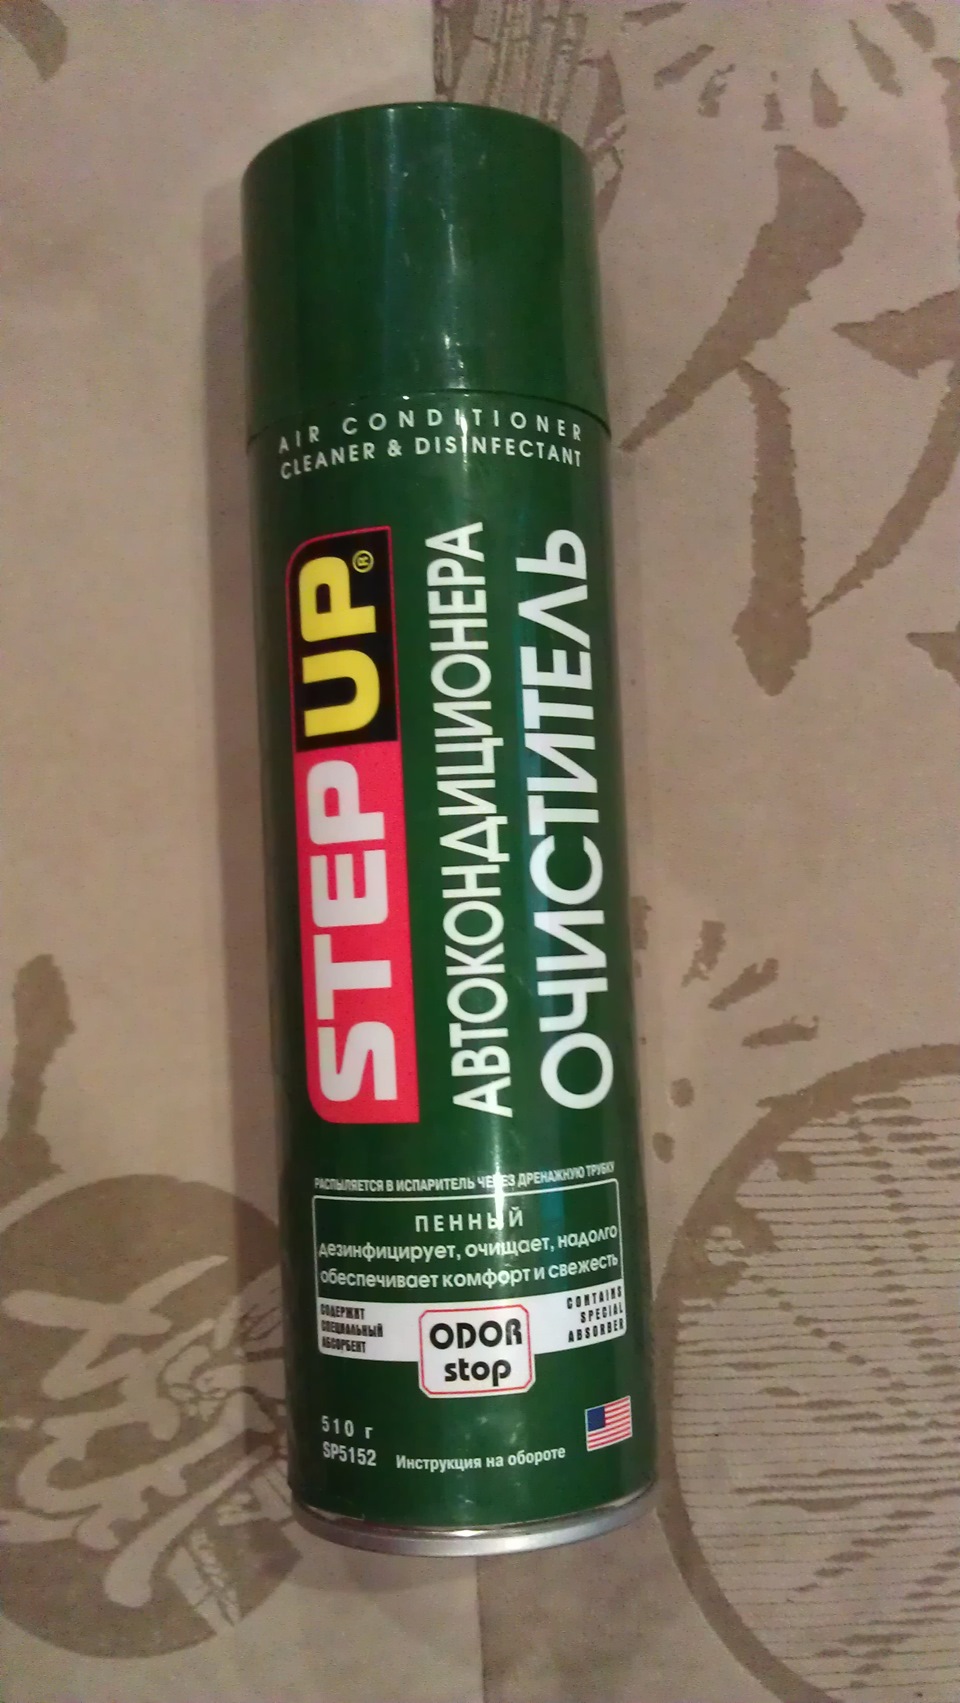 AIR CONDITIONER
CLEANER & DISINFECTANT
STEP UP®
АВТОКОНДИЦИОНЕРА
ОЧИСТИТЕЛЬ
РАСПЫЛЯЕТСЯ В ИСПАРИТЕЛЬ ЧЕРЕЗ ДРЕНАЖНУЮ ТРУБКУ
ПЕННЫЙ
дезинфицирует, очищает, надолго
обеспечивает комфорт и свежесть
СОДЕРЖИТ
СПЕЦИАЛЬНЫЙ
АБСОРБЕНТ
ODOR
stop
CONTAINS
SPECIAL
ABSORBER
510 г
SP5152
Инструкция на обороте